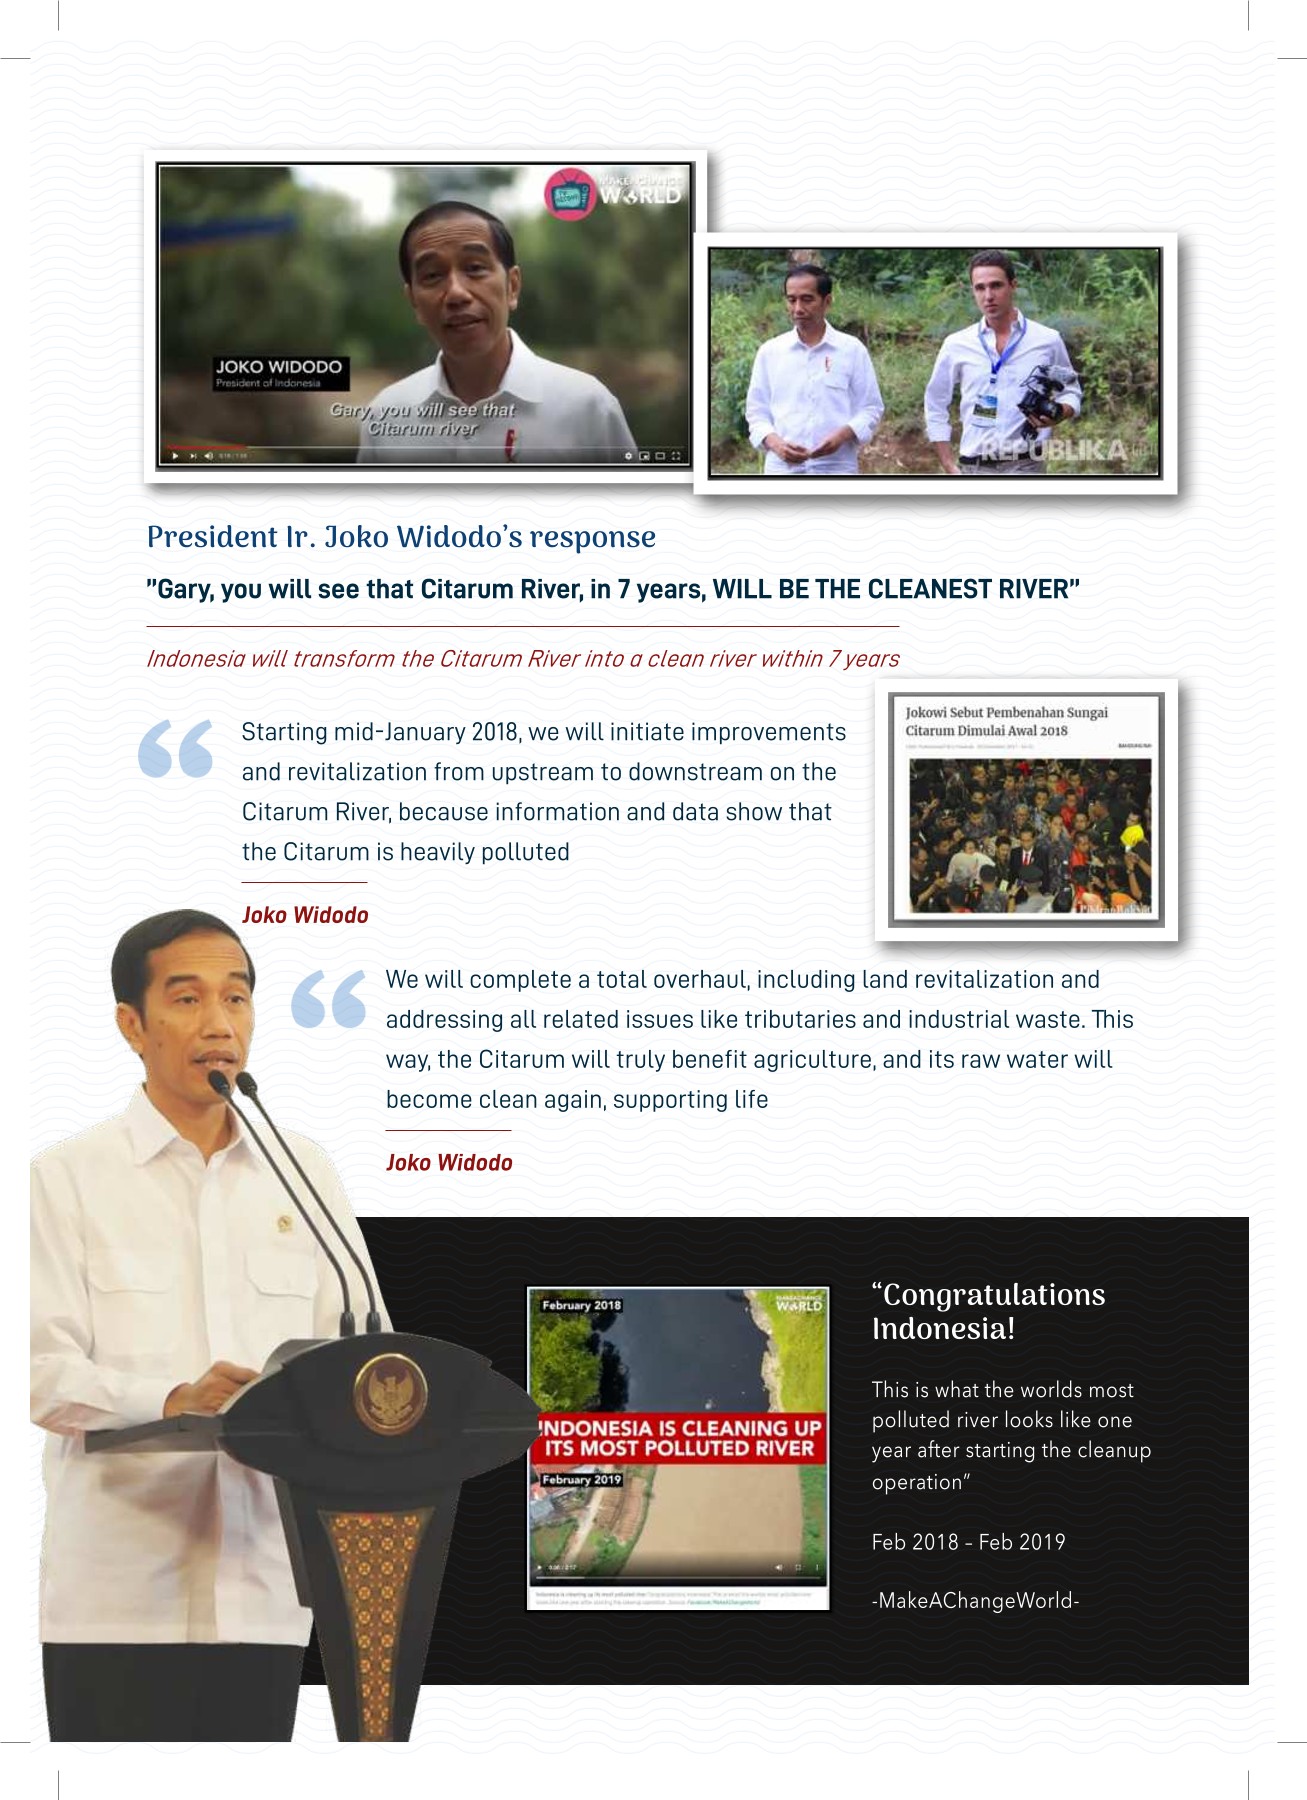 MAKEACHANGE
WORLD
JOKO WIDODO
President of Indonesia
Gary, you will see that
Citarum river
REPUBLIKA
President Ir. Joko Widodo's response
"Gary, you will see that Citarum River, in 7 years, WILL BE THE CLEANEST RIVER"
Indonesia will transform the Citarum River into a clean river within 7 years
Starting mid-January 2018, we will initiate improvements
and revitalization from upstream to downstream on the
Citarum River, because information and data show that
the Citarum is heavily polluted
Joko Widodo
Jokowi Sebut Pembenahan Sungai
Citarum Dimulai Awal 2018
We will complete a total overhaul, including land revitalization and
addressing all related issues like tributaries and industrial waste. This
way, the Citarum will truly benefit agriculture, and its raw water will
become clean again, supporting life
Joko Widodo
February 2018
MAKEACHANGE
WORLD
INDONESIA IS CLEANING UP
ITS MOST POLLUTED RIVER
February 2019
“Congratulations
Indonesia!
This is what the worlds most
polluted river looks like one
year after starting the cleanup
operation”
Feb 2018 – Feb 2019
-MakeAChangeWorld-